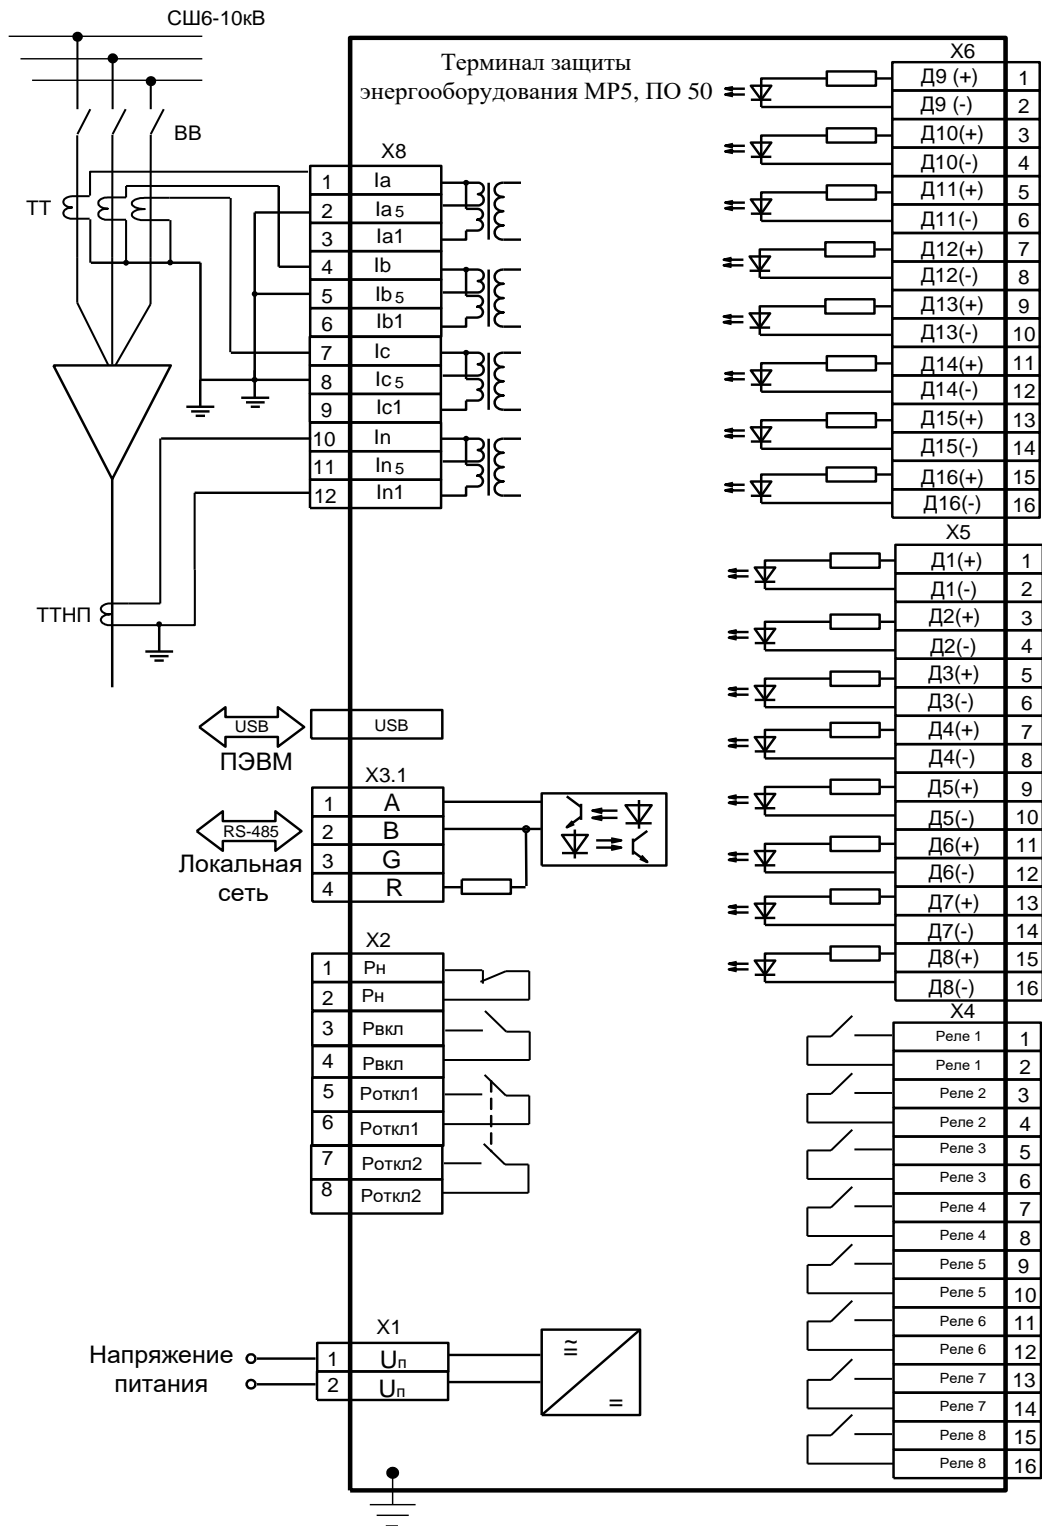 СШ6-10кВ
Терминал защиты
энергооборудования МР5, ПО 50
ВВ
ТТ
X8
1 Ia
2 Ia5
3 Ia1
4 Ib
5 Ib5
6 Ib1
7 Ic
8 Ic5
9 Ic1
10 In
11 In5
12 In1
ТТНП
USB
USB
ПЭВМ
X3.1
1 A
2 B
3 G
4 R
RS-485
Локальная
сеть
X2
1 Рн
2 Рн
3 Рвкл
4 Рвкл
5 Роткл1
6 Роткл1
7 Роткл2
8 Роткл2
X1
1 Uп
2 Uп
Напряжение
питания
≅
=
X6
Д9 (+) 1
Д9 (-) 2
Д10(+) 3
Д10(-) 4
Д11(+) 5
Д11(-) 6
Д12(+) 7
Д12(-) 8
Д13(+) 9
Д13(-) 10
Д14(+) 11
Д14(-) 12
Д15(+) 13
Д15(-) 14
Д16(+) 15
Д16(-) 16
X5
Д1(+) 1
Д1(-) 2
Д2(+) 3
Д2(-) 4
Д3(+) 5
Д3(-) 6
Д4(+) 7
Д4(-) 8
Д5(+) 9
Д5(-) 10
Д6(+) 11
Д6(-) 12
Д7(+) 13
Д7(-) 14
Д8(+) 15
Д8(-) 16
X4
Реле 1 1
Реле 1 2
Реле 2 3
Реле 2 4
Реле 3 5
Реле 3 6
Реле 4 7
Реле 4 8
Реле 5 9
Реле 5 10
Реле 6 11
Реле 6 12
Реле 7 13
Реле 7 14
Реле 8 15
Реле 8 16